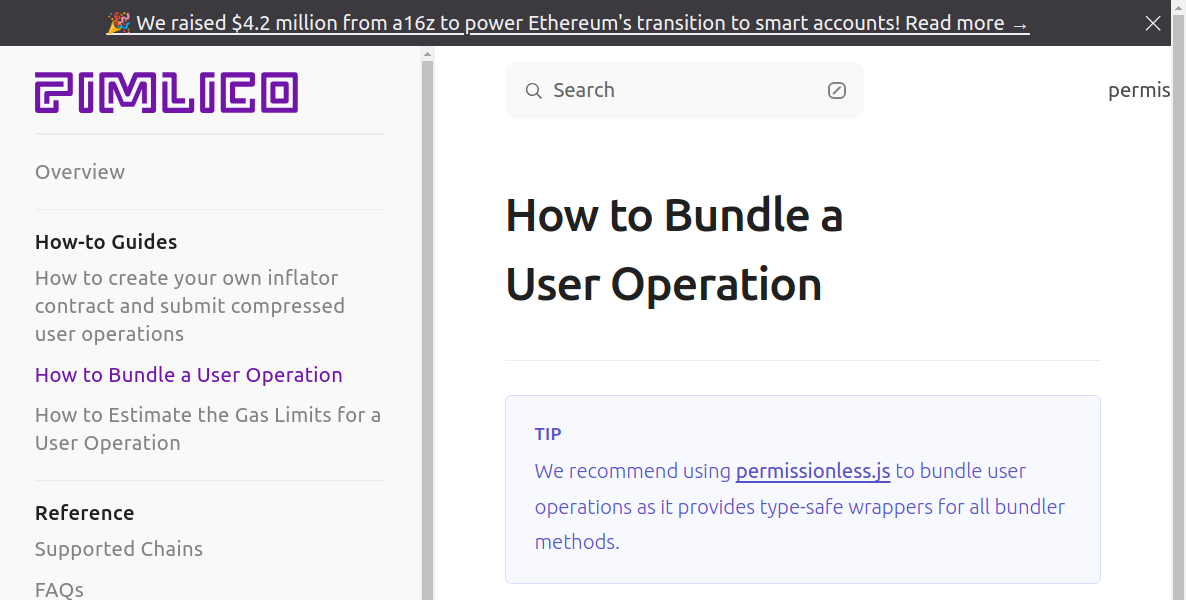 🎉 We raised $4.2 million from a16z to power Ethereum's transition to smart accounts! Read more →
PIMLICO
Overview
How-to Guides
How to create your own inflator
contract and submit compressed
user operations
How to Bundle a User Operation
How to Estimate the Gas Limits for a
User Operation
Reference
Supported Chains
FAQs
Search
permis
How to Bundle a
User Operation
TIP
We recommend using permissionless.js to bundle user
operations as it provides type-safe wrappers for all bundler
methods.